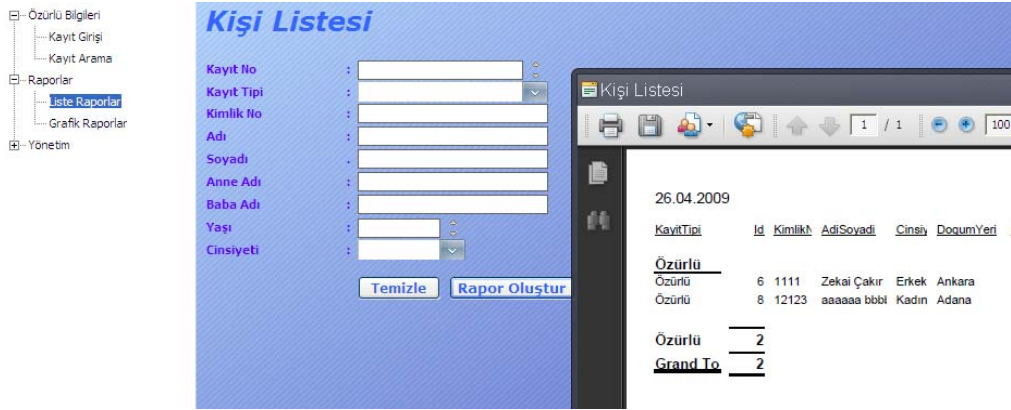 Özürlü Bilgileri
Kayıt Girişi
Kayıt Arama
Raporlar
Liste Raporlar
Grafik Raporlar
Yönetim
Kişi Listesi
Kayıt No :
Kayıt Tipi :
Kimlik No :
Adı :
Soyadı .
Anne Adı :
Baba Adı :
Yaşı :
Cinsiyeti :
Temizle Rapor Oluştur
Kişi Listesi
1 / 1 100
26.04.2009
KayitTipi Id KimlikN AdiSoyadi Cinsiy DogumYeri
Özürlü
Özürlü 6 1111 Zekai Çakır Erkek Ankara
Özürlü 8 12123 aaaaaa bbbl Kadın Adana
Özürlü 2
Grand To 2